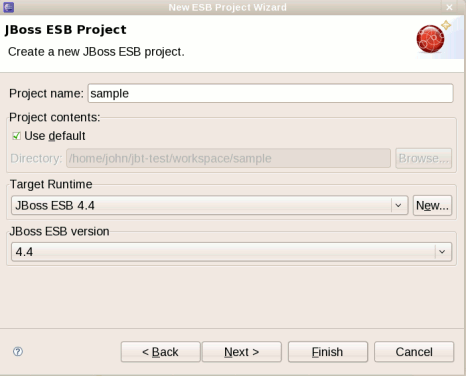 New ESB Project Wizard
JBoss ESB Project
Create a new JBoss ESB project.
Project name: sample
Project contents:
Use default
Directory: /home/john/jbt-test/workspace/sample Browse...
Target Runtime
JBoss ESB 4.4 New...
JBoss ESB version
4.4
? < Back Next > Finish Cancel